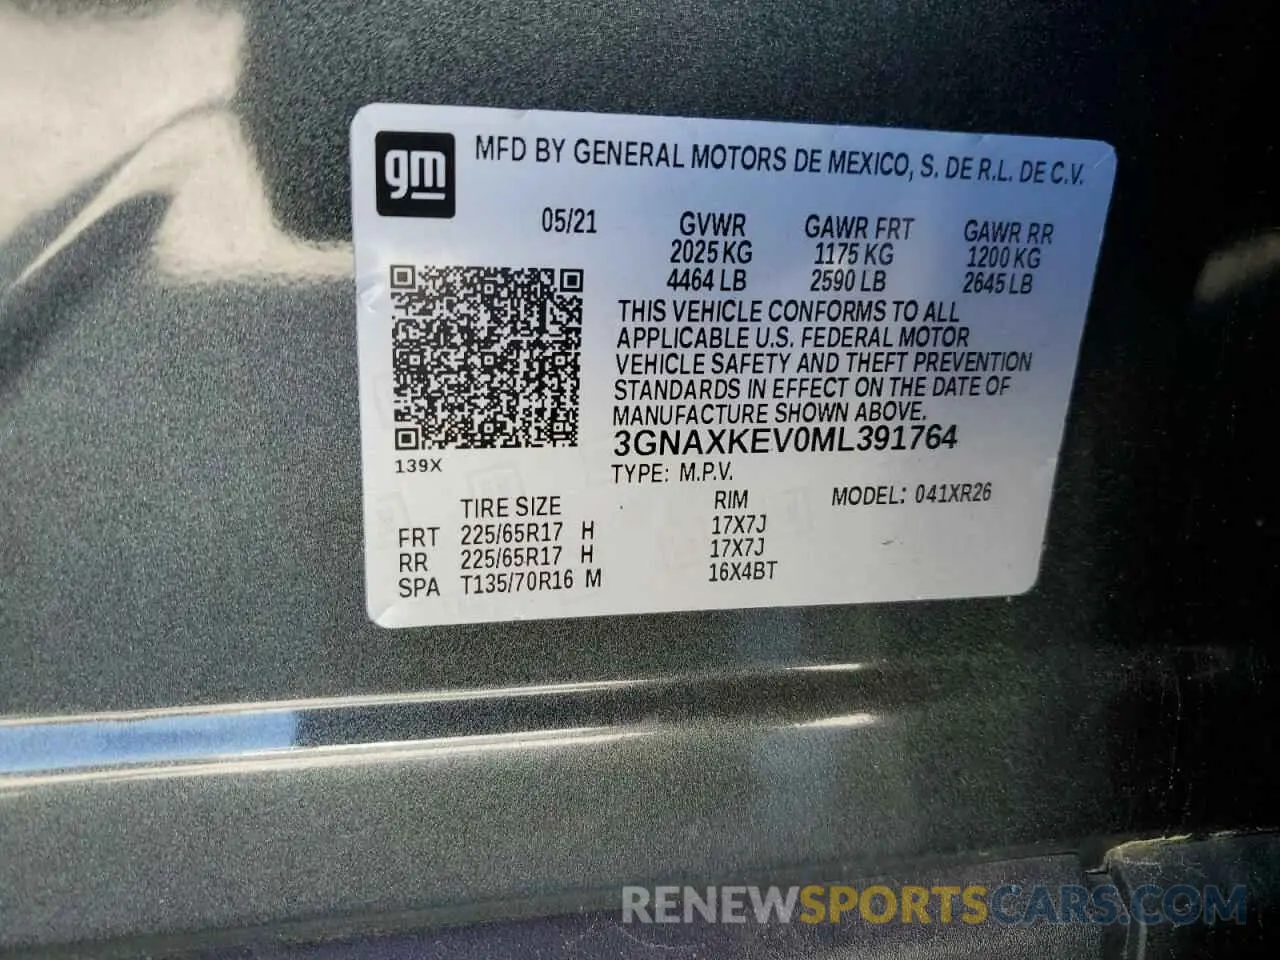 gm
MFD BY GENERAL MOTORS DE MEXICO, S. DE R.L. DE C.V.
05/21 GVWR GAWR FRT GAWR RR
2025 KG 1175 KG 1200 KG
4464 LB 2590 LB 2645 LB
THIS VEHICLE CONFORMS TO ALL
APPLICABLE U.S. FEDERAL MOTOR
VEHICLE SAFETY AND THEFT PREVENTION
STANDARDS IN EFFECT ON THE DATE OF
MANUFACTURE SHOWN ABOVE.
3GNAXKEV0ML391764
139X
TYPE: M.P.V.
TIRE SIZE RIM MODEL: 041XR26
FRT 225/65R17 H 17X7J
RR 225/65R17 H 17X7J
SPA T135/70R16 M 16X4BT
RENEWSPORTSCARS.COM